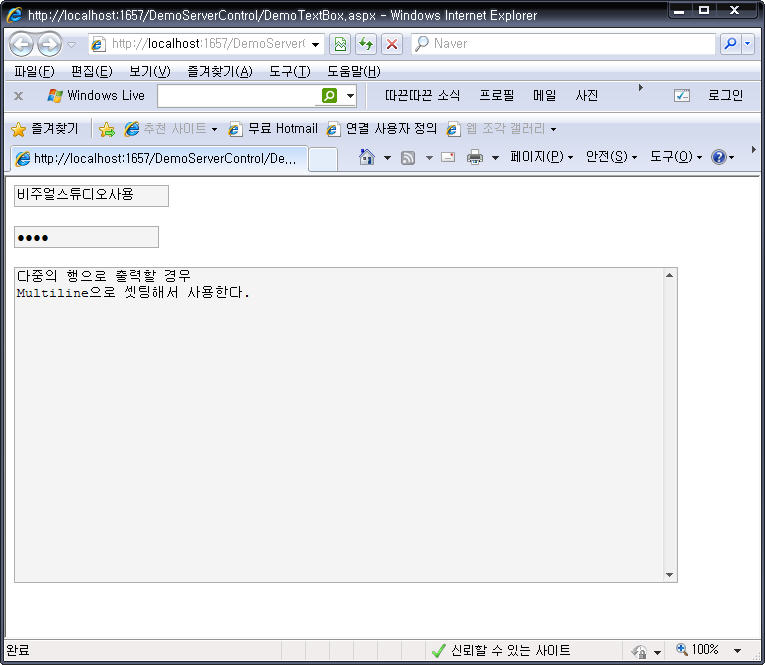 http://localhost:1657/DemoServerControl/DemoTextBox.aspx - Windows Internet Explorer
http://localhost:1657/DemoServerC Naver
파일(F) 편집(E) 보기(V) 즐겨찾기(A) 도구(T) 도움말(H)
x Windows Live 따끈따끈 소식 프로필 메일 사진 로그인
즐겨찾기 추천 사이트 무료 Hotmail 연결 사용자 정의 웹 조각 갤러리
http://localhost:1657/DemoServerControl/De... 페이지(P) 안전(S) 도구(O)
비주얼스튜디오사용
●●●●
다중의 행으로 출력할 경우
Multiline으로 셋팅해서 사용한다.
완료 신뢰할 수 있는 사이트 100%